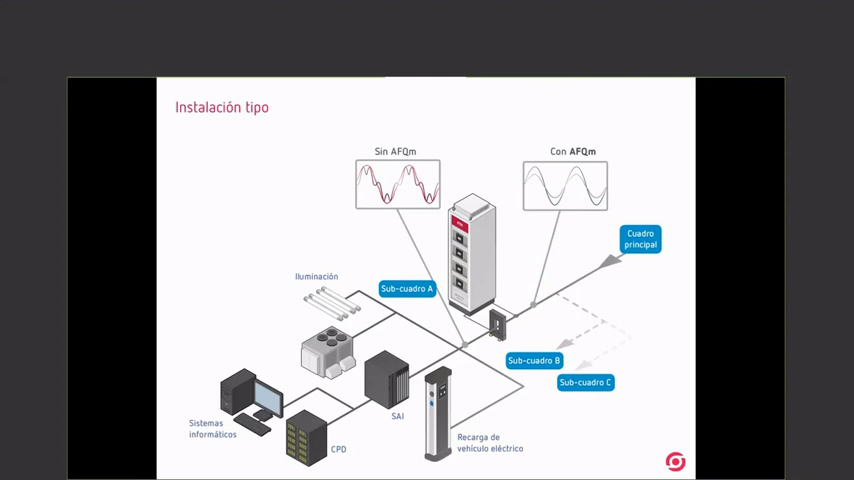 Instalación tipo
Sin AFQm
Con AFQm
Cuadro
principal
Iluminación
Sub-cuadro A
Sub-cuadro B
Sub-cuadro C
SAI
Sistemas
informáticos
CPD
Recarga de
vehículo eléctrico